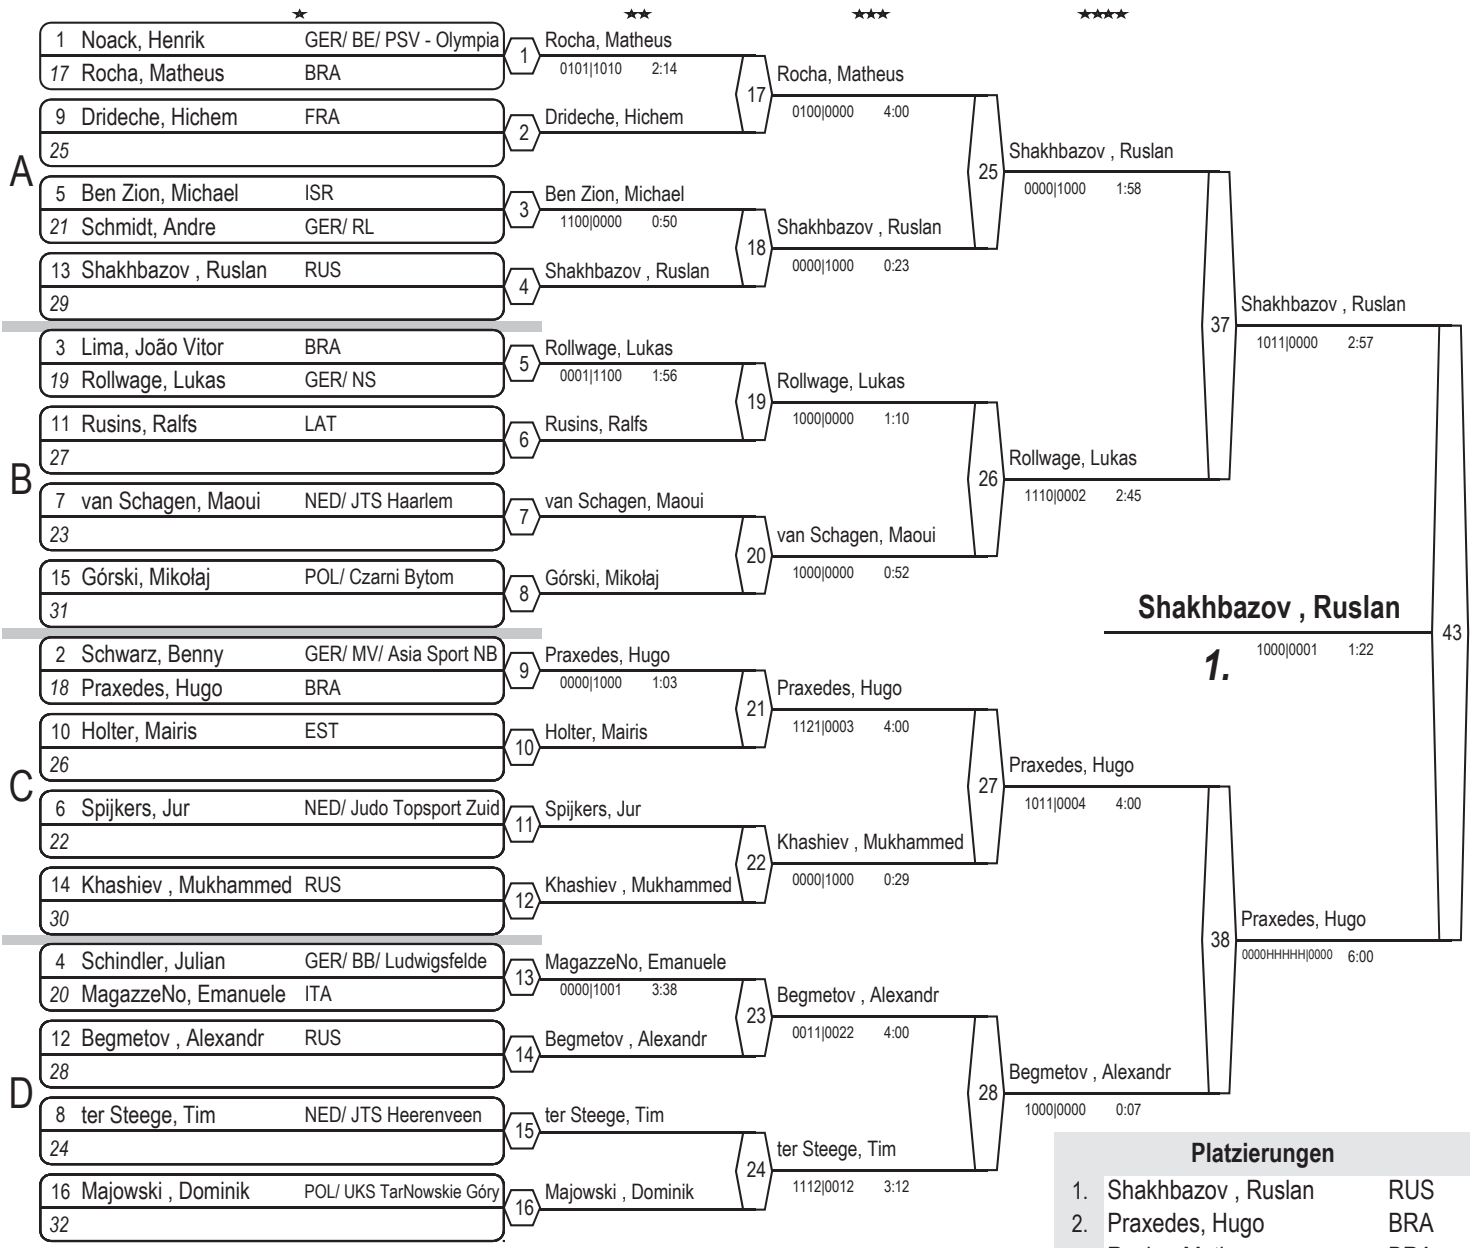 ★ ★★ ★★★ ★★★★
A
1 Noack, Henrik GER/ BE/ PSV - Olympia
17 Rocha, Matheus BRA
9 Drideche, Hichem FRA
25
5 Ben Zion, Michael ISR
21 Schmidt, Andre GER/ RL
13 Shakhbazov , Ruslan RUS
29
B
3 Lima, João Vitor BRA
19 Rollwage, Lukas GER/ NS
11 Rusins, Ralfs LAT
27
7 van Schagen, Maoui NED/ JTS Haarlem
23
15 Górski, Mikołaj POL/ Czarni Bytom
31
C
2 Schwarz, Benny GER/ MV/ Asia Sport NB
18 Praxedes, Hugo BRA
10 Holter, Mairis EST
26
6 Spijkers, Jur NED/ Judo Topsport Zuid
22
14 Khashiev , Mukhammed RUS
30
D
4 Schindler, Julian GER/ BB/ Ludwigsfelde
20 MagazzeNo, Emanuele ITA
12 Begmetov , Alexandr RUS
28
8 ter Steege, Tim NED/ JTS Heerenveen
24
16 Majowski , Dominik POL/ UKS TarNowskie Góry
32
1 Rocha, Matheus
0101|1010 2:14
2 Drideche, Hichem
3 Ben Zion, Michael
1100|0000 0:50
4 Shakhbazov , Ruslan
5 Rollwage, Lukas
0001|1100 1:56
6 Rusins, Ralfs
7 van Schagen, Maoui
8 Górski, Mikołaj
9 Praxedes, Hugo
0000|1000 1:03
10 Holter, Mairis
11 Spijkers, Jur
12 Khashiev , Mukhammed
13 MagazzeNo, Emanuele
0000|1001 3:38
14 Begmetov , Alexandr
15 ter Steege, Tim
16 Majowski , Dominik
17 Rocha, Matheus
0100|0000 4:00
18 Shakhbazov , Ruslan
0000|1000 0:23
19 Rollwage, Lukas
1000|0000 1:10
20 van Schagen, Maoui
1000|0000 0:52
21 Praxedes, Hugo
1121|0003 4:00
22 Khashiev , Mukhammed
0000|1000 0:29
23 Begmetov , Alexandr
0011|0022 4:00
24 ter Steege, Tim
1112|0012 3:12
25 Shakhbazov , Ruslan
0000|1000 1:58
26 Rollwage, Lukas
1110|0002 2:45
27 Praxedes, Hugo
1011|0004 4:00
28 Begmetov , Alexandr
1000|0000 0:07
37 Shakhbazov , Ruslan
1011|0000 2:57
38 Praxedes, Hugo
0000HHHHH|0000 6:00
43 Shakhbazov , Ruslan
1. 1000|0001 1:22
Platzierungen
1. Shakhbazov , Ruslan RUS
2. Praxedes, Hugo BRA